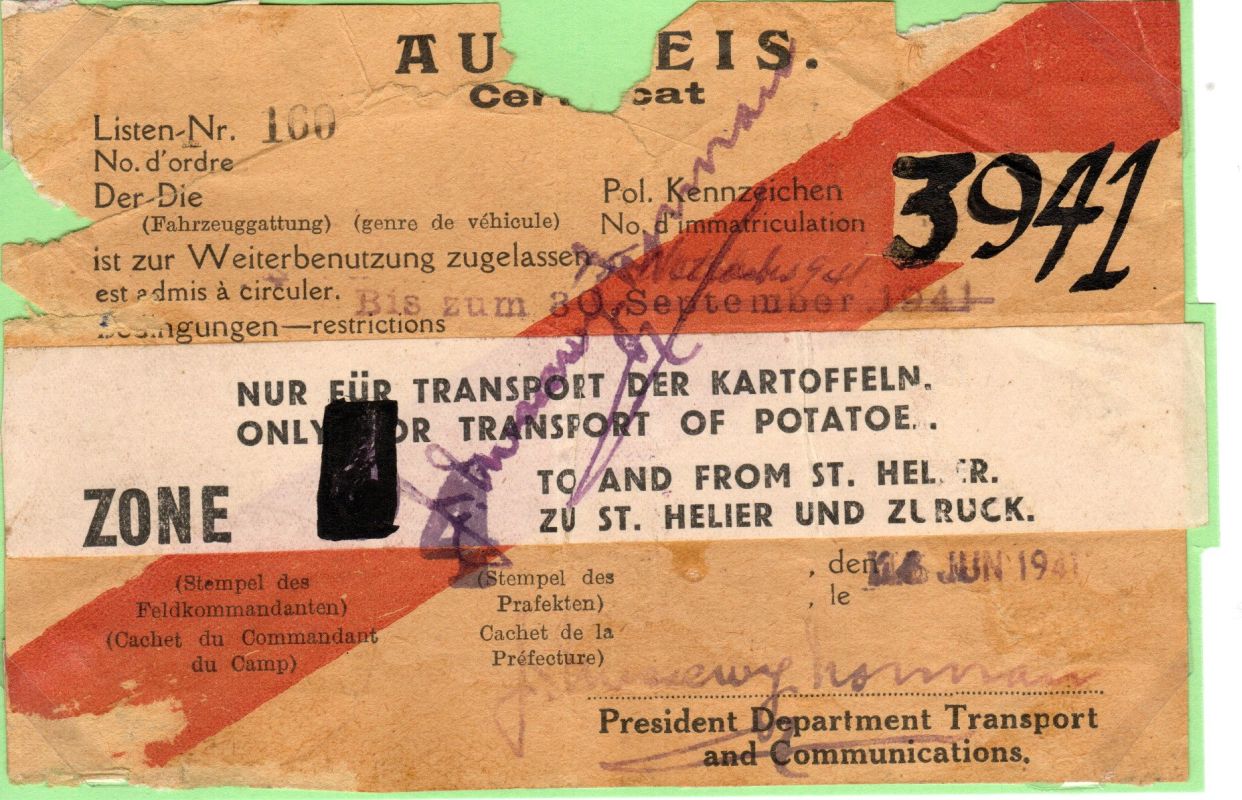 AU EIS.
Cer cat
Listen-Nr. 160
No. d'ordre
Der-Die
(Fahrzeuggattung) (genre de véhicule)
Pol. Kennzeichen
No. d'immatriculation
3941
ist zur Weiterbenutzung zugelassen
est admis à circuler.
Bis zum 30. September 1941
Bedingungen—restrictions
NUR FÜR TRANSPORT DER KARTOFFELN.
ONLY OR TRANSPORT OF POTATOE .
ZONE
TO AND FROM ST. HEL ER.
ZU ST. HELIER UND ZURUCK.
(Stempel des
Feldkommandanten)
(Cachet du Commandant
du Camp)
(Stempel des
Prafekten)
Cachet de la
Préfecture)
, den JUN 1941
, le
President Department Transport
and Communications.